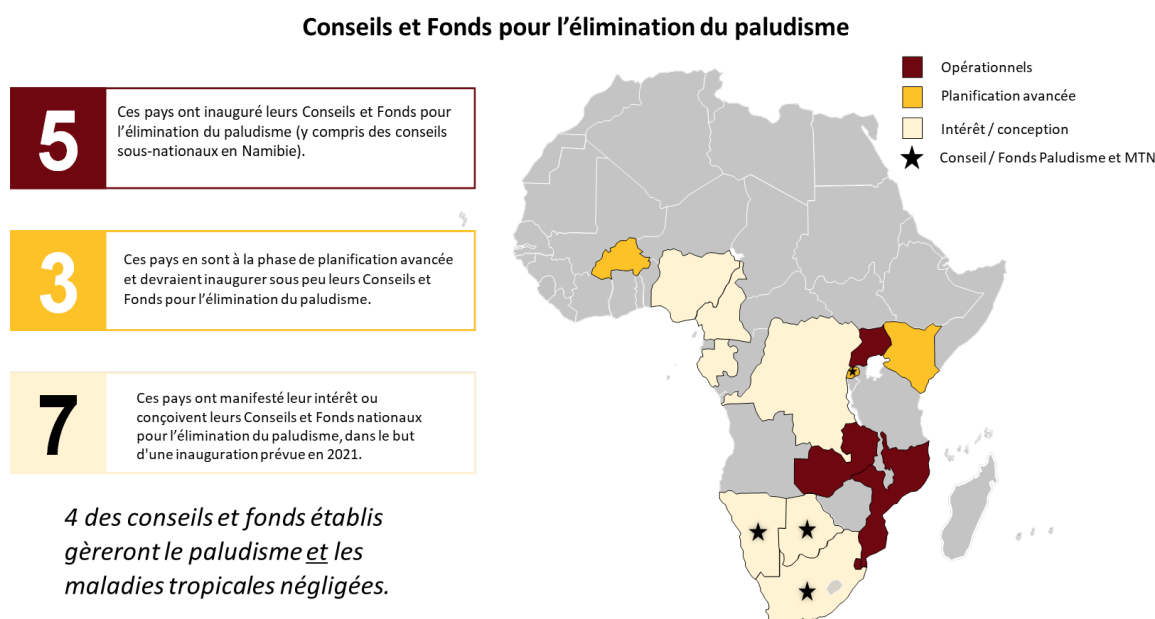 Conseils et Fonds pour l’élimination du paludisme
5
Ces pays ont inauguré leurs Conseils et Fonds pour
l’élimination du paludisme (y compris des conseils
sous-nationaux en Namibie).
3
Ces pays en sont à la phase de planification avancée
et devraient inaugurer sous peu leurs Conseils et
Fonds pour l’élimination du paludisme.
7
Ces pays ont manifesté leur intérêt ou
conçoivent leurs Conseils et Fonds nationaux
pour l’élimination du paludisme, dans le but
d'une inauguration prévue en 2021.
4 des conseils et fonds établis
gèreront le paludisme et les
maladies tropicales négligées.
Opérationnels
Planification avancée
Intérêt / conception
Conseil / Fonds Paludisme et MTN